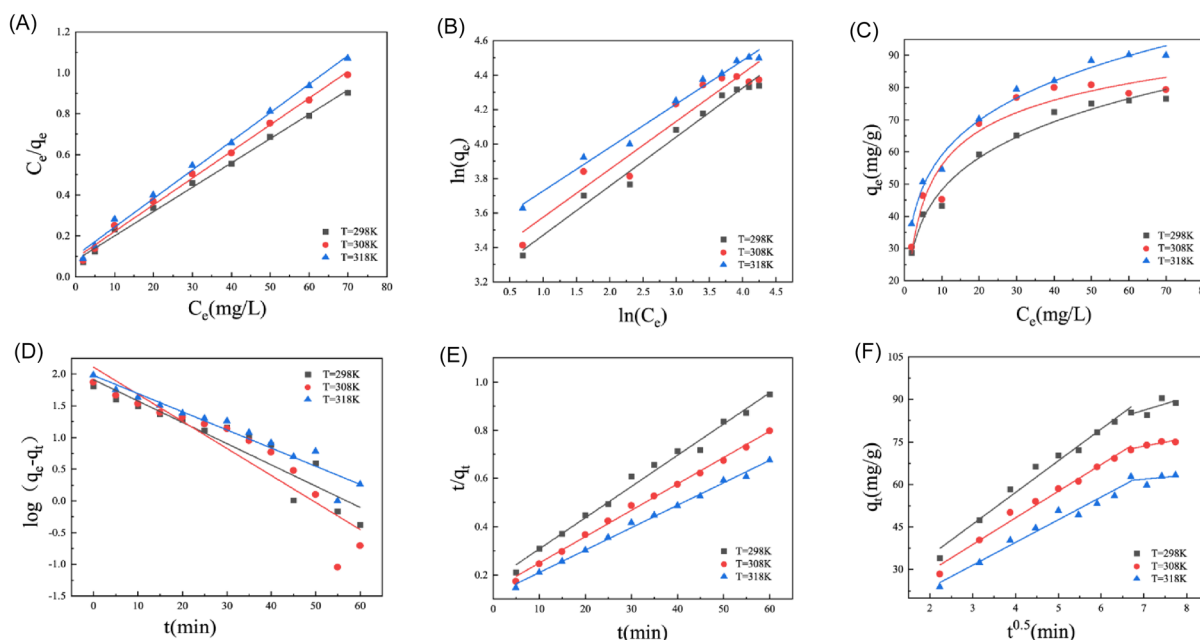 (A)
1.2
1.0
0.8
0.6
0.4
0.2
0.0
Ce/qe
0 10 20 30 40 50 60 70 80
Ce(mg/L)
T=298K
T=308K
T=318K
(B)
4.6
4.4
4.2
4.0
3.8
3.6
3.4
3.2
ln(qe)
0.5 1.0 1.5 2.0 2.5 3.0 3.5 4.0 4.5
ln(Ce)
T=298K
T=308K
T=318K
(C)
90
80
70
60
50
40
30
20
qe(mg/g)
0 10 20 30 40 50 60 70 80
Ce(mg/L)
T=298K
T=308K
T=318K
(D)
2.0
1.5
1.0
0.5
0.0
-0.5
-1.0
-1.5
log (qe-qt)
0 10 20 30 40 50 60
t(min)
T=298K
T=308K
T=318K
(E)
1.0
0.8
0.6
0.4
0.2
t/qt
0 10 20 30 40 50 60
t(min)
T=298K
T=308K
T=318K
(F)
105
90
75
60
45
30
qt(mg/g)
2 3 4 5 6 7 8
t0.5(min)
T=298K
T=308K
T=318K